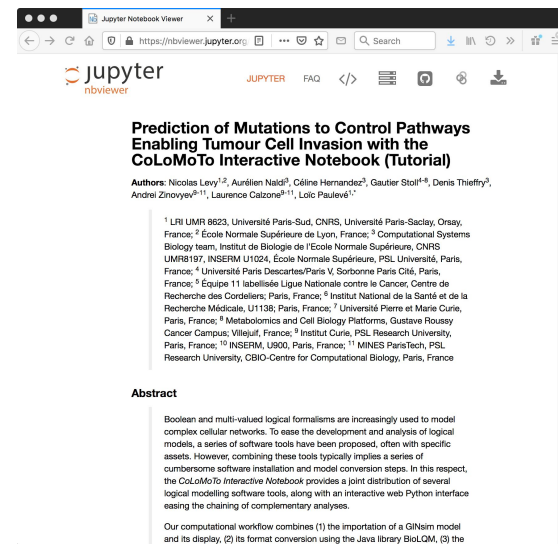 Jupyter Notebook Viewer
https://nbviewer.jupyter.org
Search
jupyter
nbviewer
JUPYTER FAQ </>
Prediction of Mutations to Control Pathways
Enabling Tumour Cell Invasion with the
CoLoMoTo Interactive Notebook (Tutorial)
Authors: Nicolas Levy1,2, Aurélien Naldi3, Céline Hernandez3, Gautier Stoll4-8, Denis Thieffry3,
Andrei Zinovyev9-11, Laurence Calzone9-11, Loïc Paulevé1,*
1 LRI UMR 8623, Université Paris-Sud, CNRS, Université Paris-Saclay, Orsay,
France; 2 École Normale Supérieure de Lyon, France; 3 Computational Systems
Biology team, Institut de Biologie de l'Ecole Normale Supérieure, CNRS
UMR8197, INSERM U1024, École Normale Supérieure, PSL Université, Paris,
France; 4 Université Paris Descartes/Paris V, Sorbonne Paris Cité, Paris,
France; 5 Équipe 11 labellisée Ligue Nationale contre le Cancer, Centre de
Recherche des Cordeliers; Paris, France; 6 Institut National de la Santé et de la
Recherche Médicale, U1138; Paris, France; 7 Université Pierre et Marie Curie,
Paris, France; 8 Metabolomics and Cell Biology Platforms, Gustave Roussy
Cancer Campus; Villejuif, France; 9 Institut Curie, PSL Research University,
Paris, France; 10 INSERM, U900, Paris, France; 11 MINES ParisTech, PSL
Research University, CBIO-Centre for Computational Biology, Paris, France
Abstract
Boolean and multi-valued logical formalisms are increasingly used to model
complex cellular networks. To ease the development and analysis of logical
models, a series of software tools have been proposed, often with specific
assets. However, combining these tools typically implies a series of
cumbersome software installation and model conversion steps. In this respect,
the CoLoMoTo Interactive Notebook provides a joint distribution of several
logical modelling software tools, along with an interactive web Python interface
easing the chaining of complementary analyses.
Our computational workflow combines (1) the importation of a GINsim model
and its display, (2) its format conversion using the Java library BioLQM, (3) the